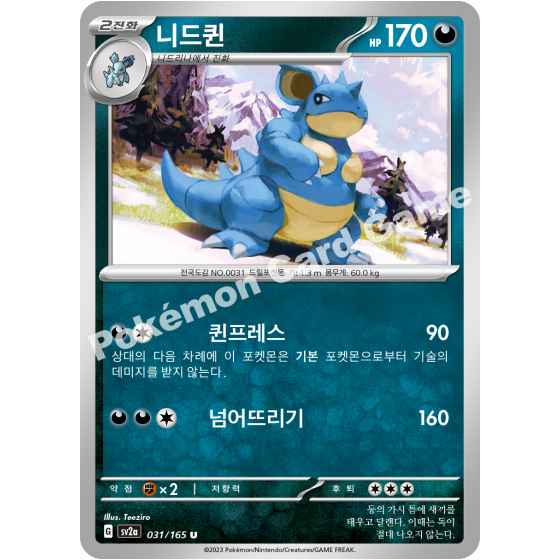 2진화
니드퀸
HP 170
니드리나에서 진화
전국도감 NO.0031 드릴포켓몬 키: 1.3 m 몸무게: 60.0 kg
Pokémon Card Game
퀸프레스 90
상대의 다음 차례에 이 포켓몬은 기본 포켓몬으로부터 기술의
데미지를 받지 않는다.
넘어뜨리기 160
약점 ×2 저항력 후퇴
Illus. Teeziro
G sv2a 031/165 U
등의 가시 틈에 새끼를
태우고 달랜다. 이때는 독이
절대 나오지 않는다.
©2023 Pokémon/Nintendo/Creatures/GAME FREAK.